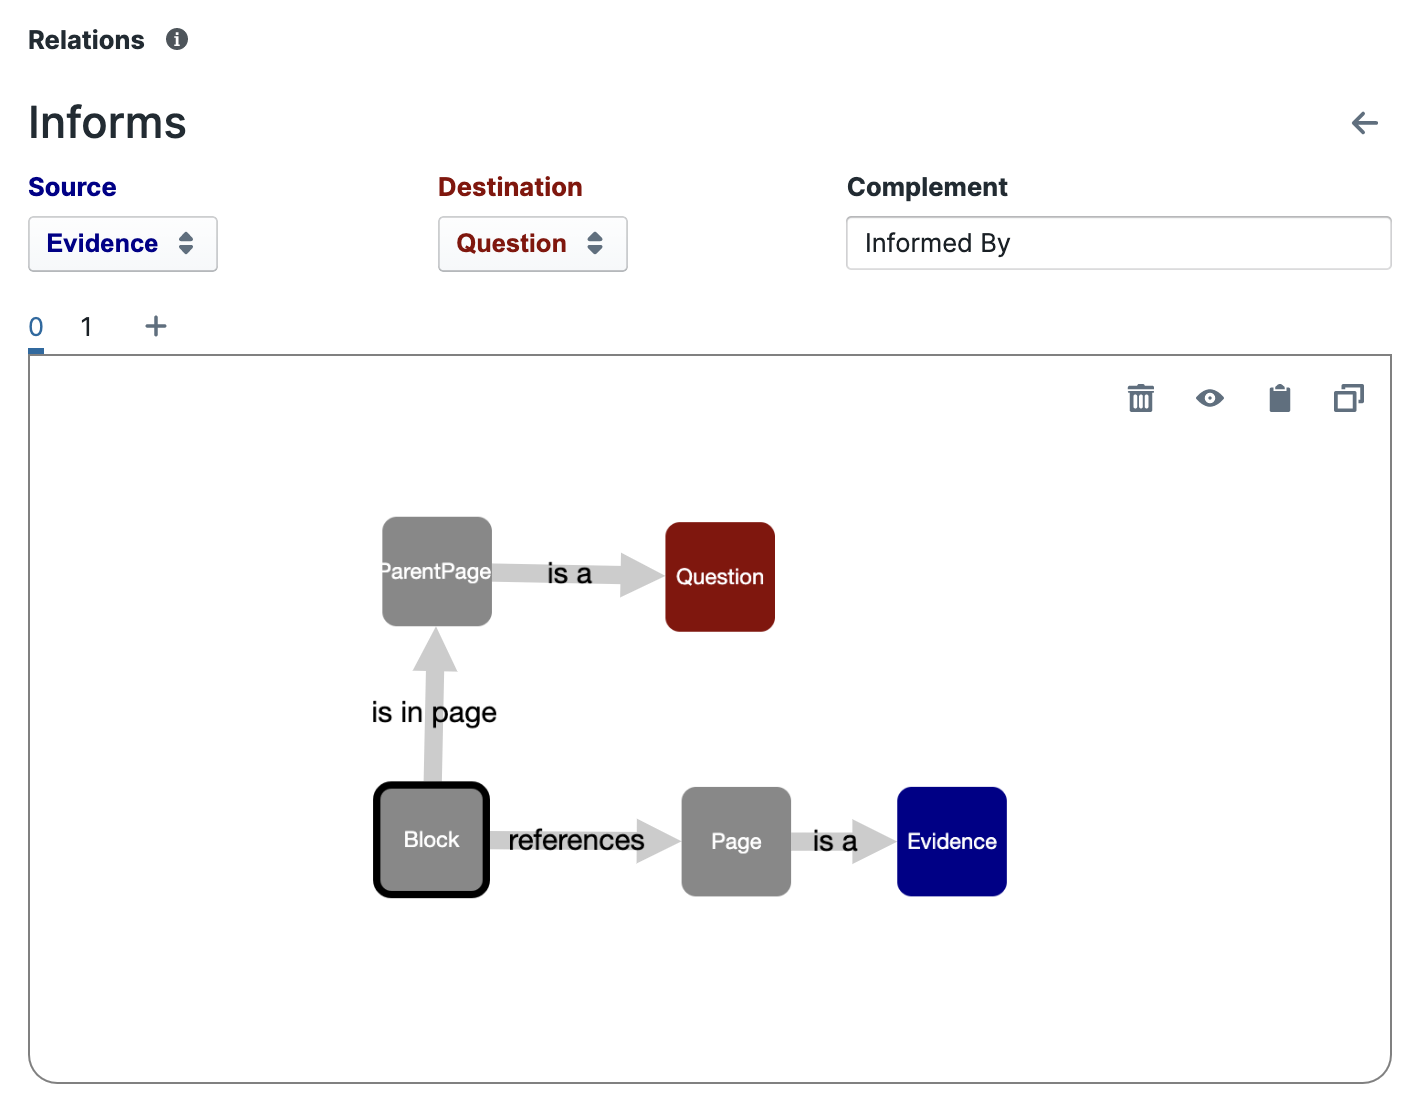 Relations
Informs
Source
Destination
Complement
Evidence
Question
Informed By
0
1
ParentPage
is a
Question
is in page
Block
references
Page
is a
Evidence